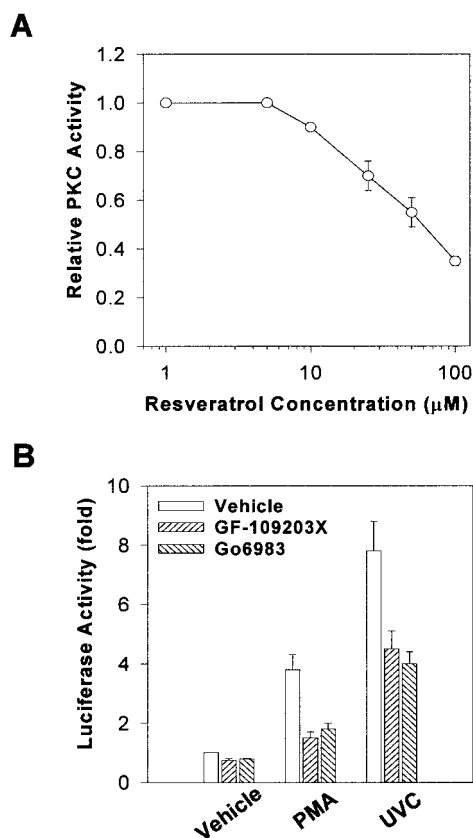 A
Relative PKC Activity
1.2
1.0
0.8
0.6
0.4
0.2
0.0
1
10
100
Resveratrol Concentration (µM)
B
Luciferase Activity (fold)
10
8
6
4
2
0
Vehicle
GF-109203X
Go6983
Vehicle
PMA
UVC